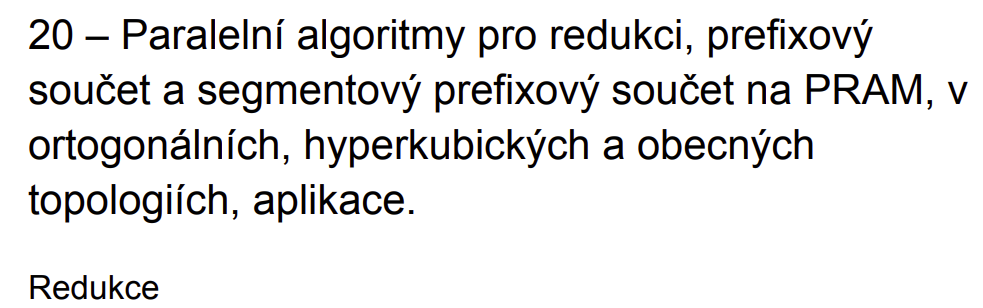 20 – Paralelní algoritmy pro redukci, prefixový
součet a segmentový prefixový součet na PRAM, v
ortogonálních, hyperkubických a obecných
topologiích, aplikace.
Redukce